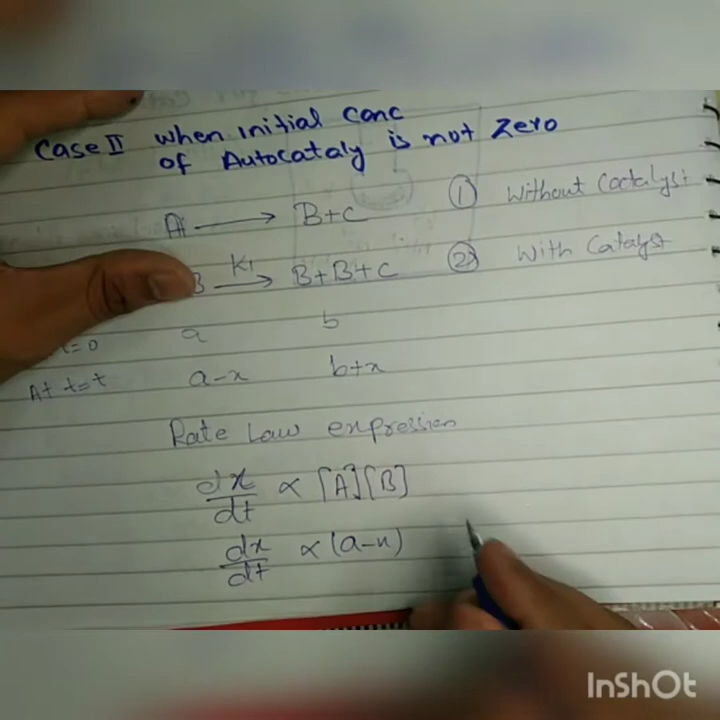 Case II when initial conc
of Autocataly is not Zero
A ⟶ B+C ① Without Catalyst
B K1⟶ B+B+C ② With Catalyst
t=0 a b
At t=t a-x b+x
Rate Law expression
dx/dt ∝ [A][B]
dx/dt ∝ (a-x)
InShOt